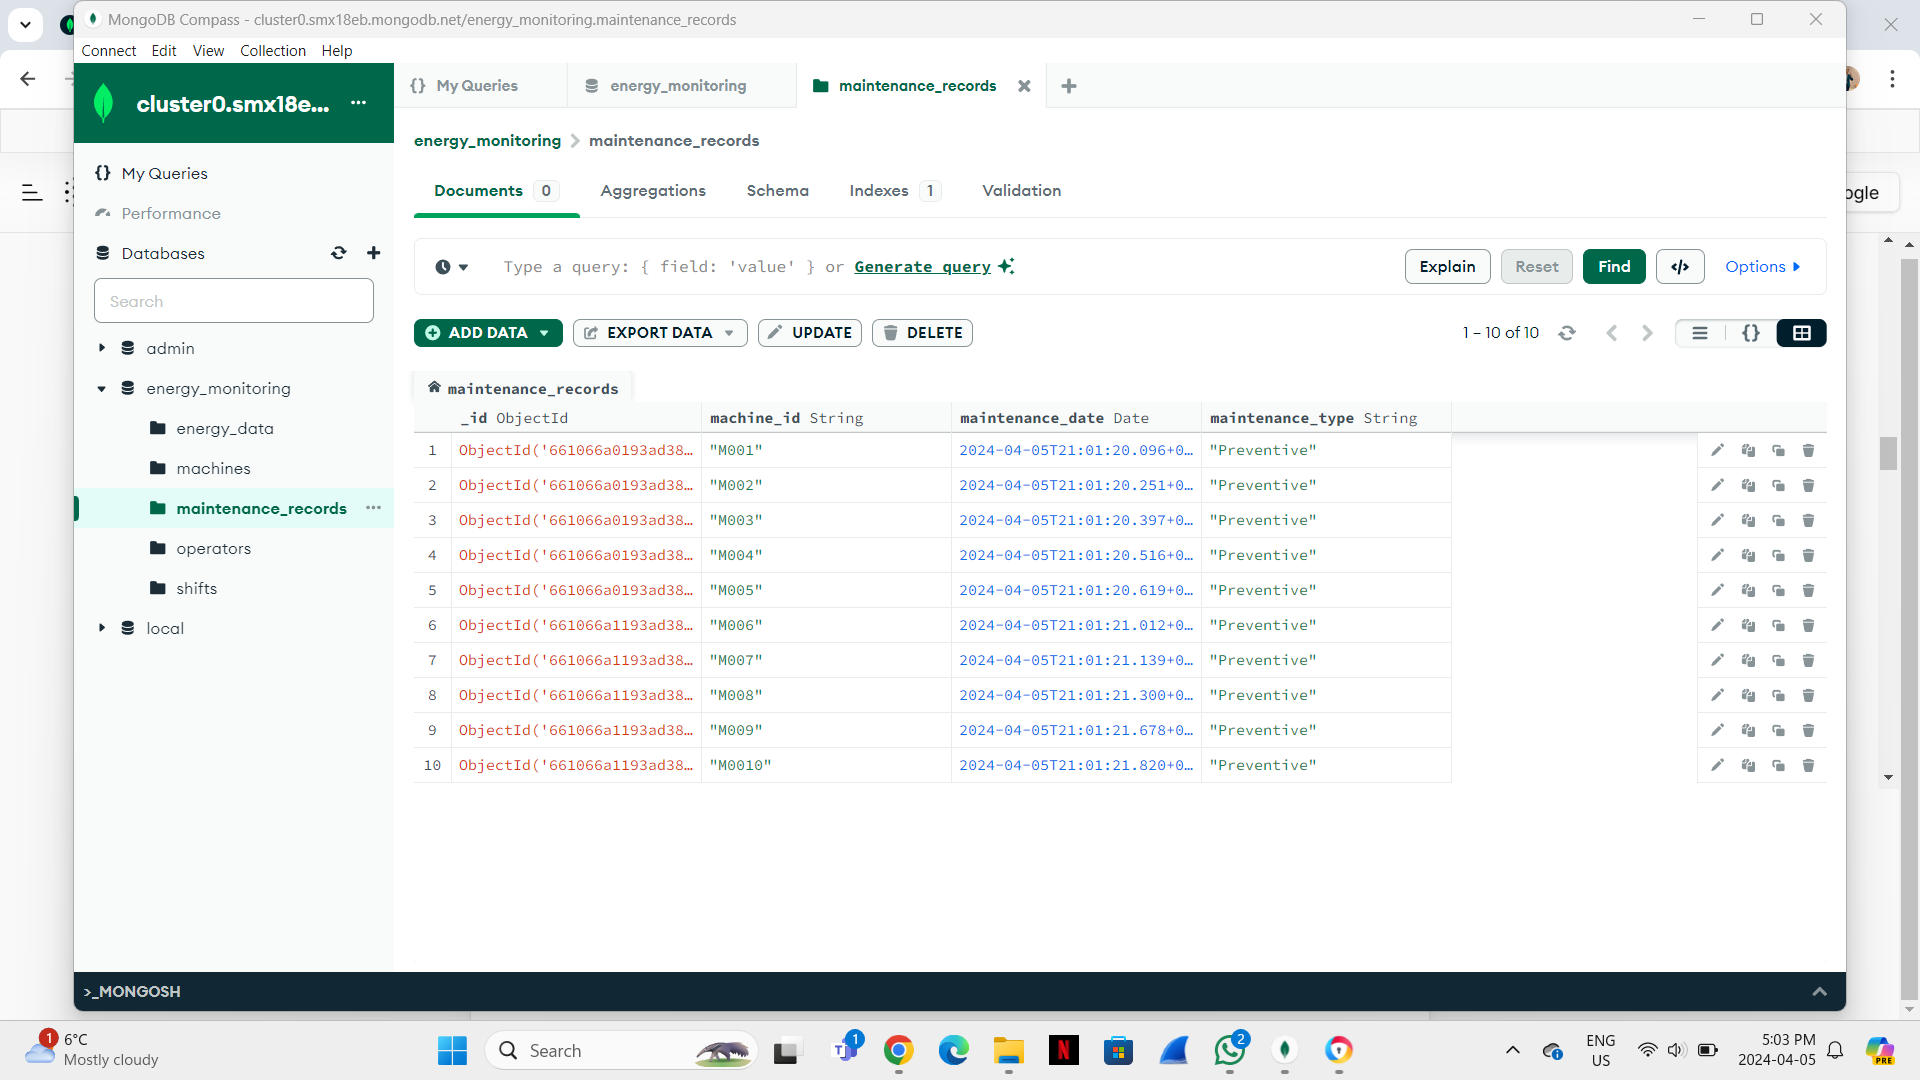 MongoDB Compass - cluster0.smx18eb.mongodb.net/energy_monitoring.maintenance_records
Connect Edit View Collection Help
cluster0.smx18e...
{} My Queries
energy_monitoring
maintenance_records
energy_monitoring > maintenance_records
{} My Queries
Performance
Databases
Search
admin
energy_monitoring
energy_data
machines
maintenance_records
operators
shifts
local
Documents 0 Aggregations Schema Indexes 1 Validation
Type a query: { field: 'value' } or Generate query
Explain Reset Find </> Options
ogle
ADD DATA EXPORT DATA UPDATE DELETE 1 – 10 of 10 {}
maintenance_records
_id ObjectId machine_id String maintenance_date Date maintenance_type String
1 ObjectId('661066a0193ad38… "M001" 2024-04-05T21:01:20.096+0… "Preventive"
2 ObjectId('661066a0193ad38… "M002" 2024-04-05T21:01:20.251+0… "Preventive"
3 ObjectId('661066a0193ad38… "M003" 2024-04-05T21:01:20.397+0… "Preventive"
4 ObjectId('661066a0193ad38… "M004" 2024-04-05T21:01:20.516+0… "Preventive"
5 ObjectId('661066a0193ad38… "M005" 2024-04-05T21:01:20.619+0… "Preventive"
6 ObjectId('661066a1193ad38… "M006" 2024-04-05T21:01:21.012+0… "Preventive"
7 ObjectId('661066a1193ad38… "M007" 2024-04-05T21:01:21.139+0… "Preventive"
8 ObjectId('661066a1193ad38… "M008" 2024-04-05T21:01:21.300+0… "Preventive"
9 ObjectId('661066a1193ad38… "M009" 2024-04-05T21:01:21.678+0… "Preventive"
10 ObjectId('661066a1193ad38… "M0010" 2024-04-05T21:01:21.820+0… "Preventive"
>_MONGOSH
1
6°C
Mostly cloudy
Search
1
2
ENG
US
5:03 PM
2024-04-05
PRE